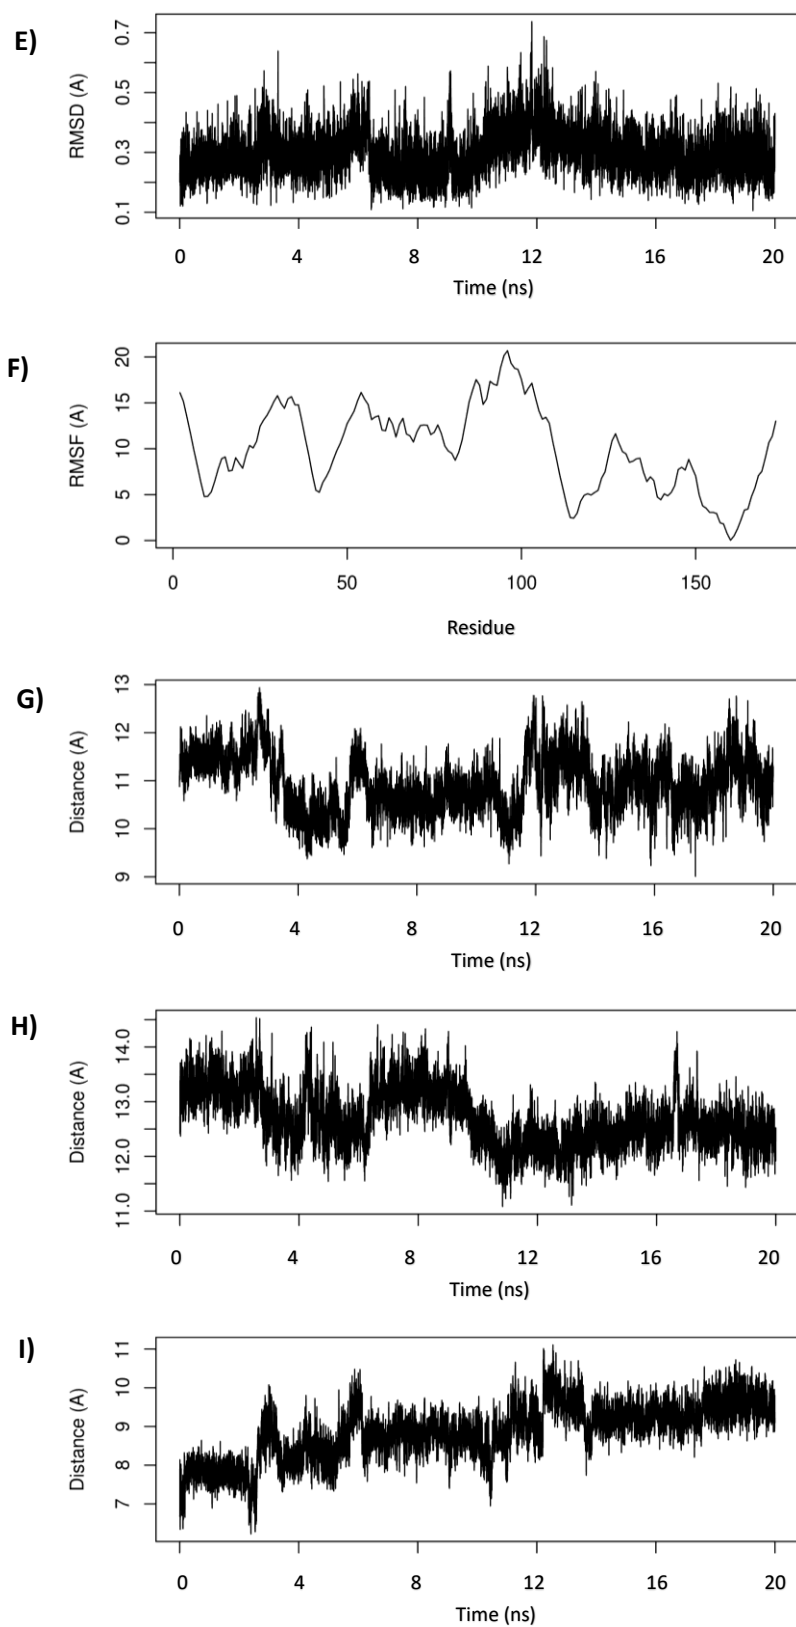 E)
RMSD (A)
0.7
0.5
0.3
0.1
0 4 8 12 16 20
Time (ns)
F)
RMSF (A)
20
15
10
5
0
0 50 100 150
Residue
G)
Distance (A)
13
12
11
10
9
0 4 8 12 16 20
Time (ns)
H)
Distance (A)
14.0
13.0
12.0
11.0
0 4 8 12 16 20
Time (ns)
I)
Distance (A)
11
10
9
8
7
0 4 8 12 16 20
Time (ns)